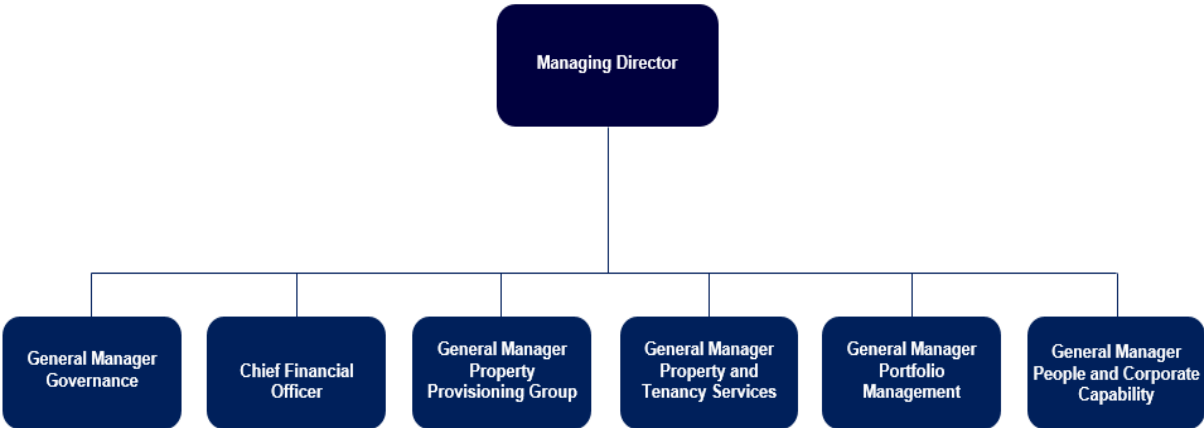 Managing Director
General Manager
Governance
Chief Financial
Officer
General Manager
Property
Provisioning Group
General Manager
Property and
Tenancy Services
General Manager
Portfolio
Management
General Manager
People and Corporate
Capability